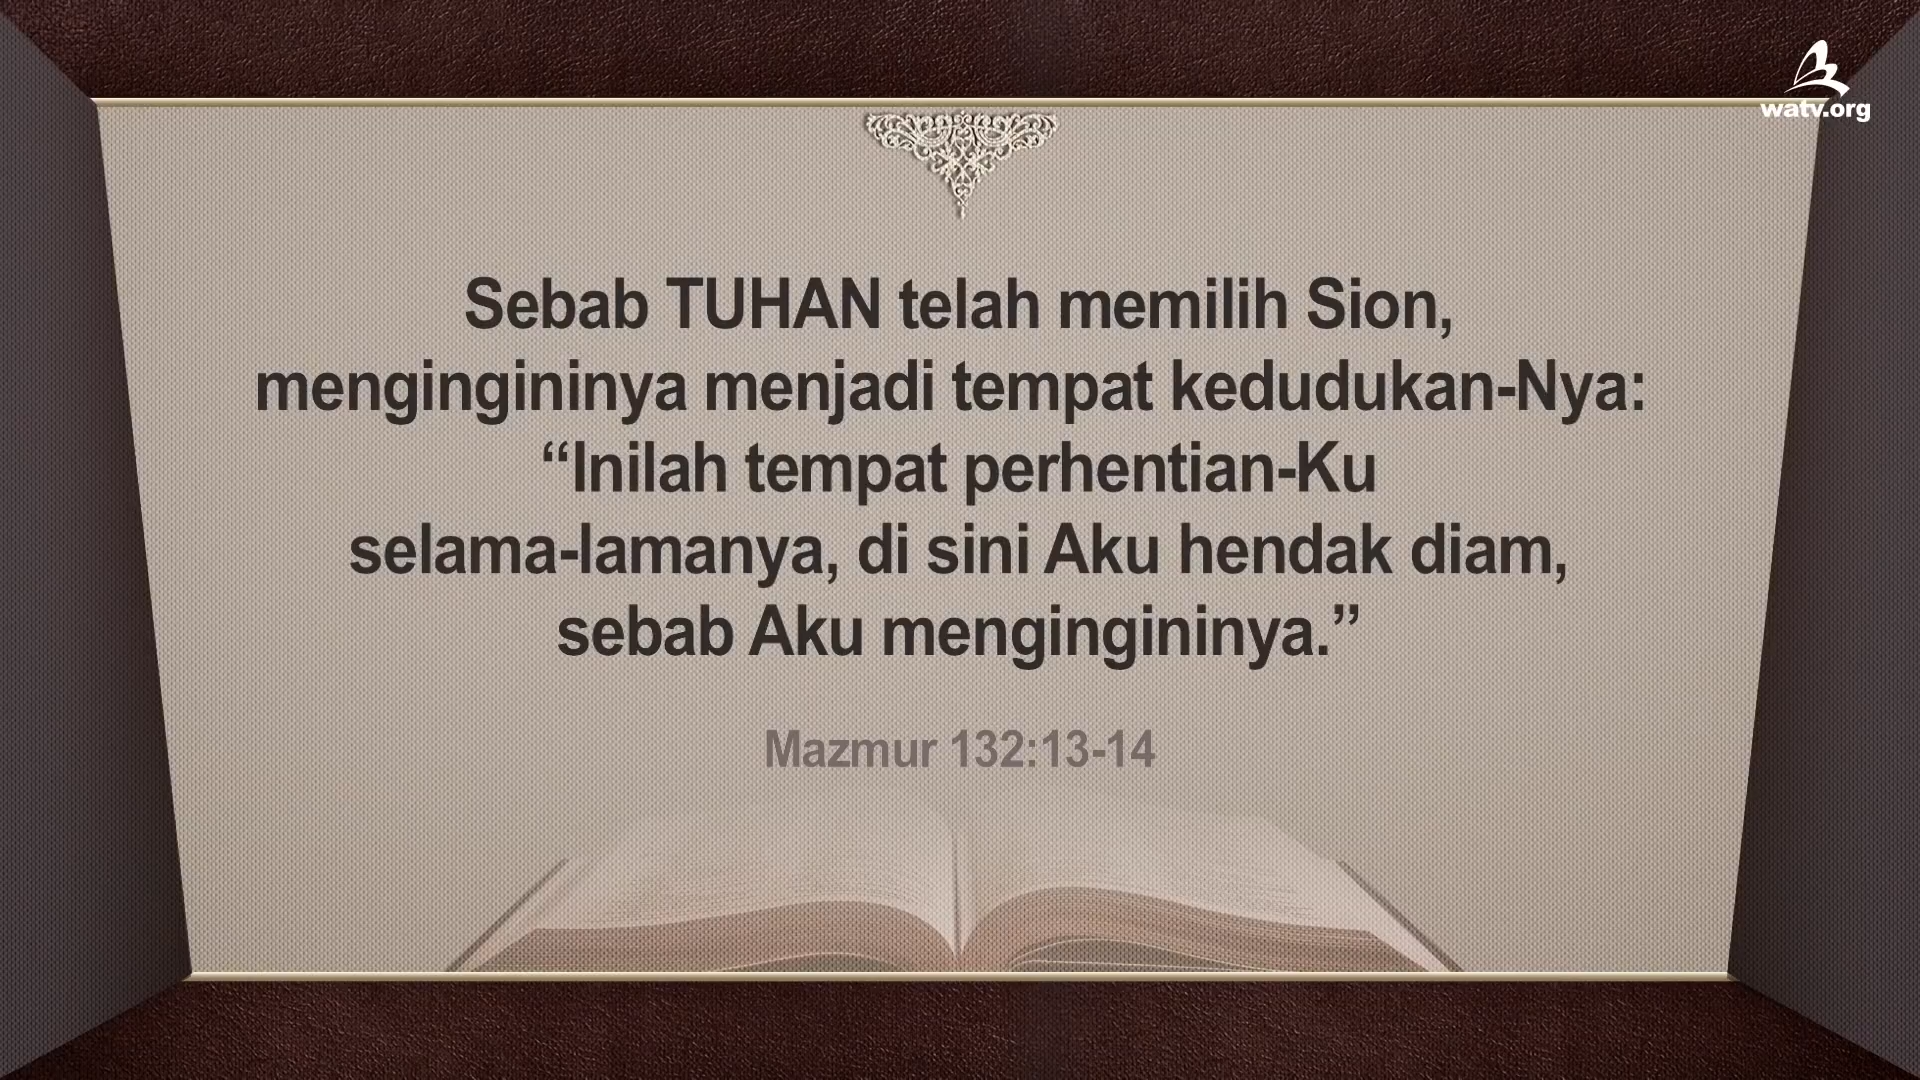 watv.org
Sebab TUHAN telah memilih Sion,
mengingininya menjadi tempat kedudukan-Nya:
“Inilah tempat perhentian-Ku
selama-lamanya, di sini Aku hendak diam,
sebab Aku mengingininya.”
Mazmur 132:13-14